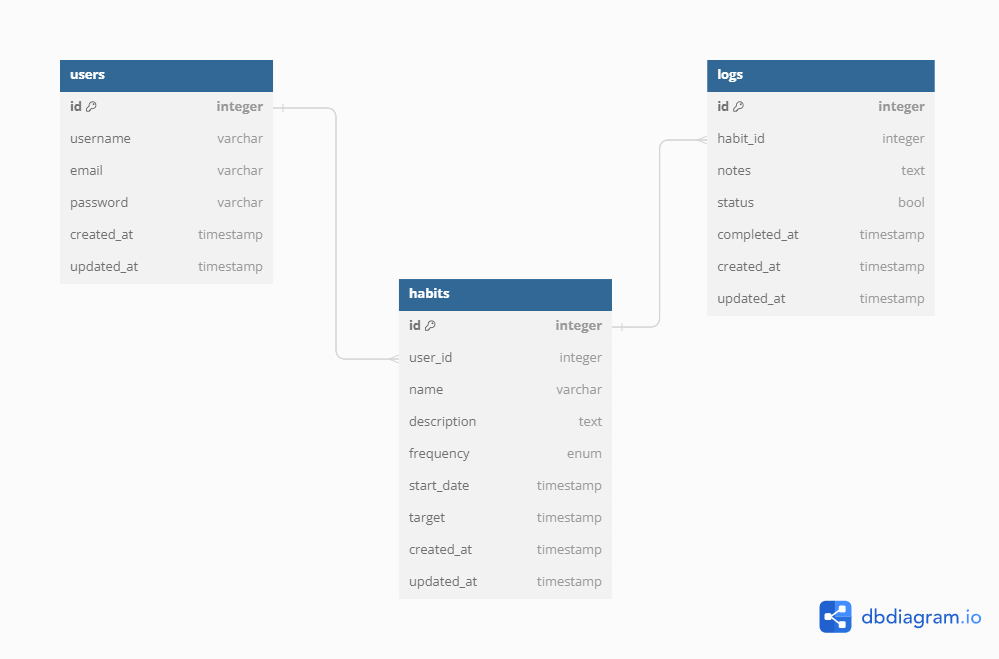 users
id integer
username varchar
email varchar
password varchar
created_at timestamp
updated_at timestamp
logs
id integer
habit_id integer
notes text
status bool
completed_at timestamp
created_at timestamp
updated_at timestamp
habits
id integer
user_id integer
name varchar
description text
frequency enum
start_date timestamp
target timestamp
created_at timestamp
updated_at timestamp
dbdiagram.io